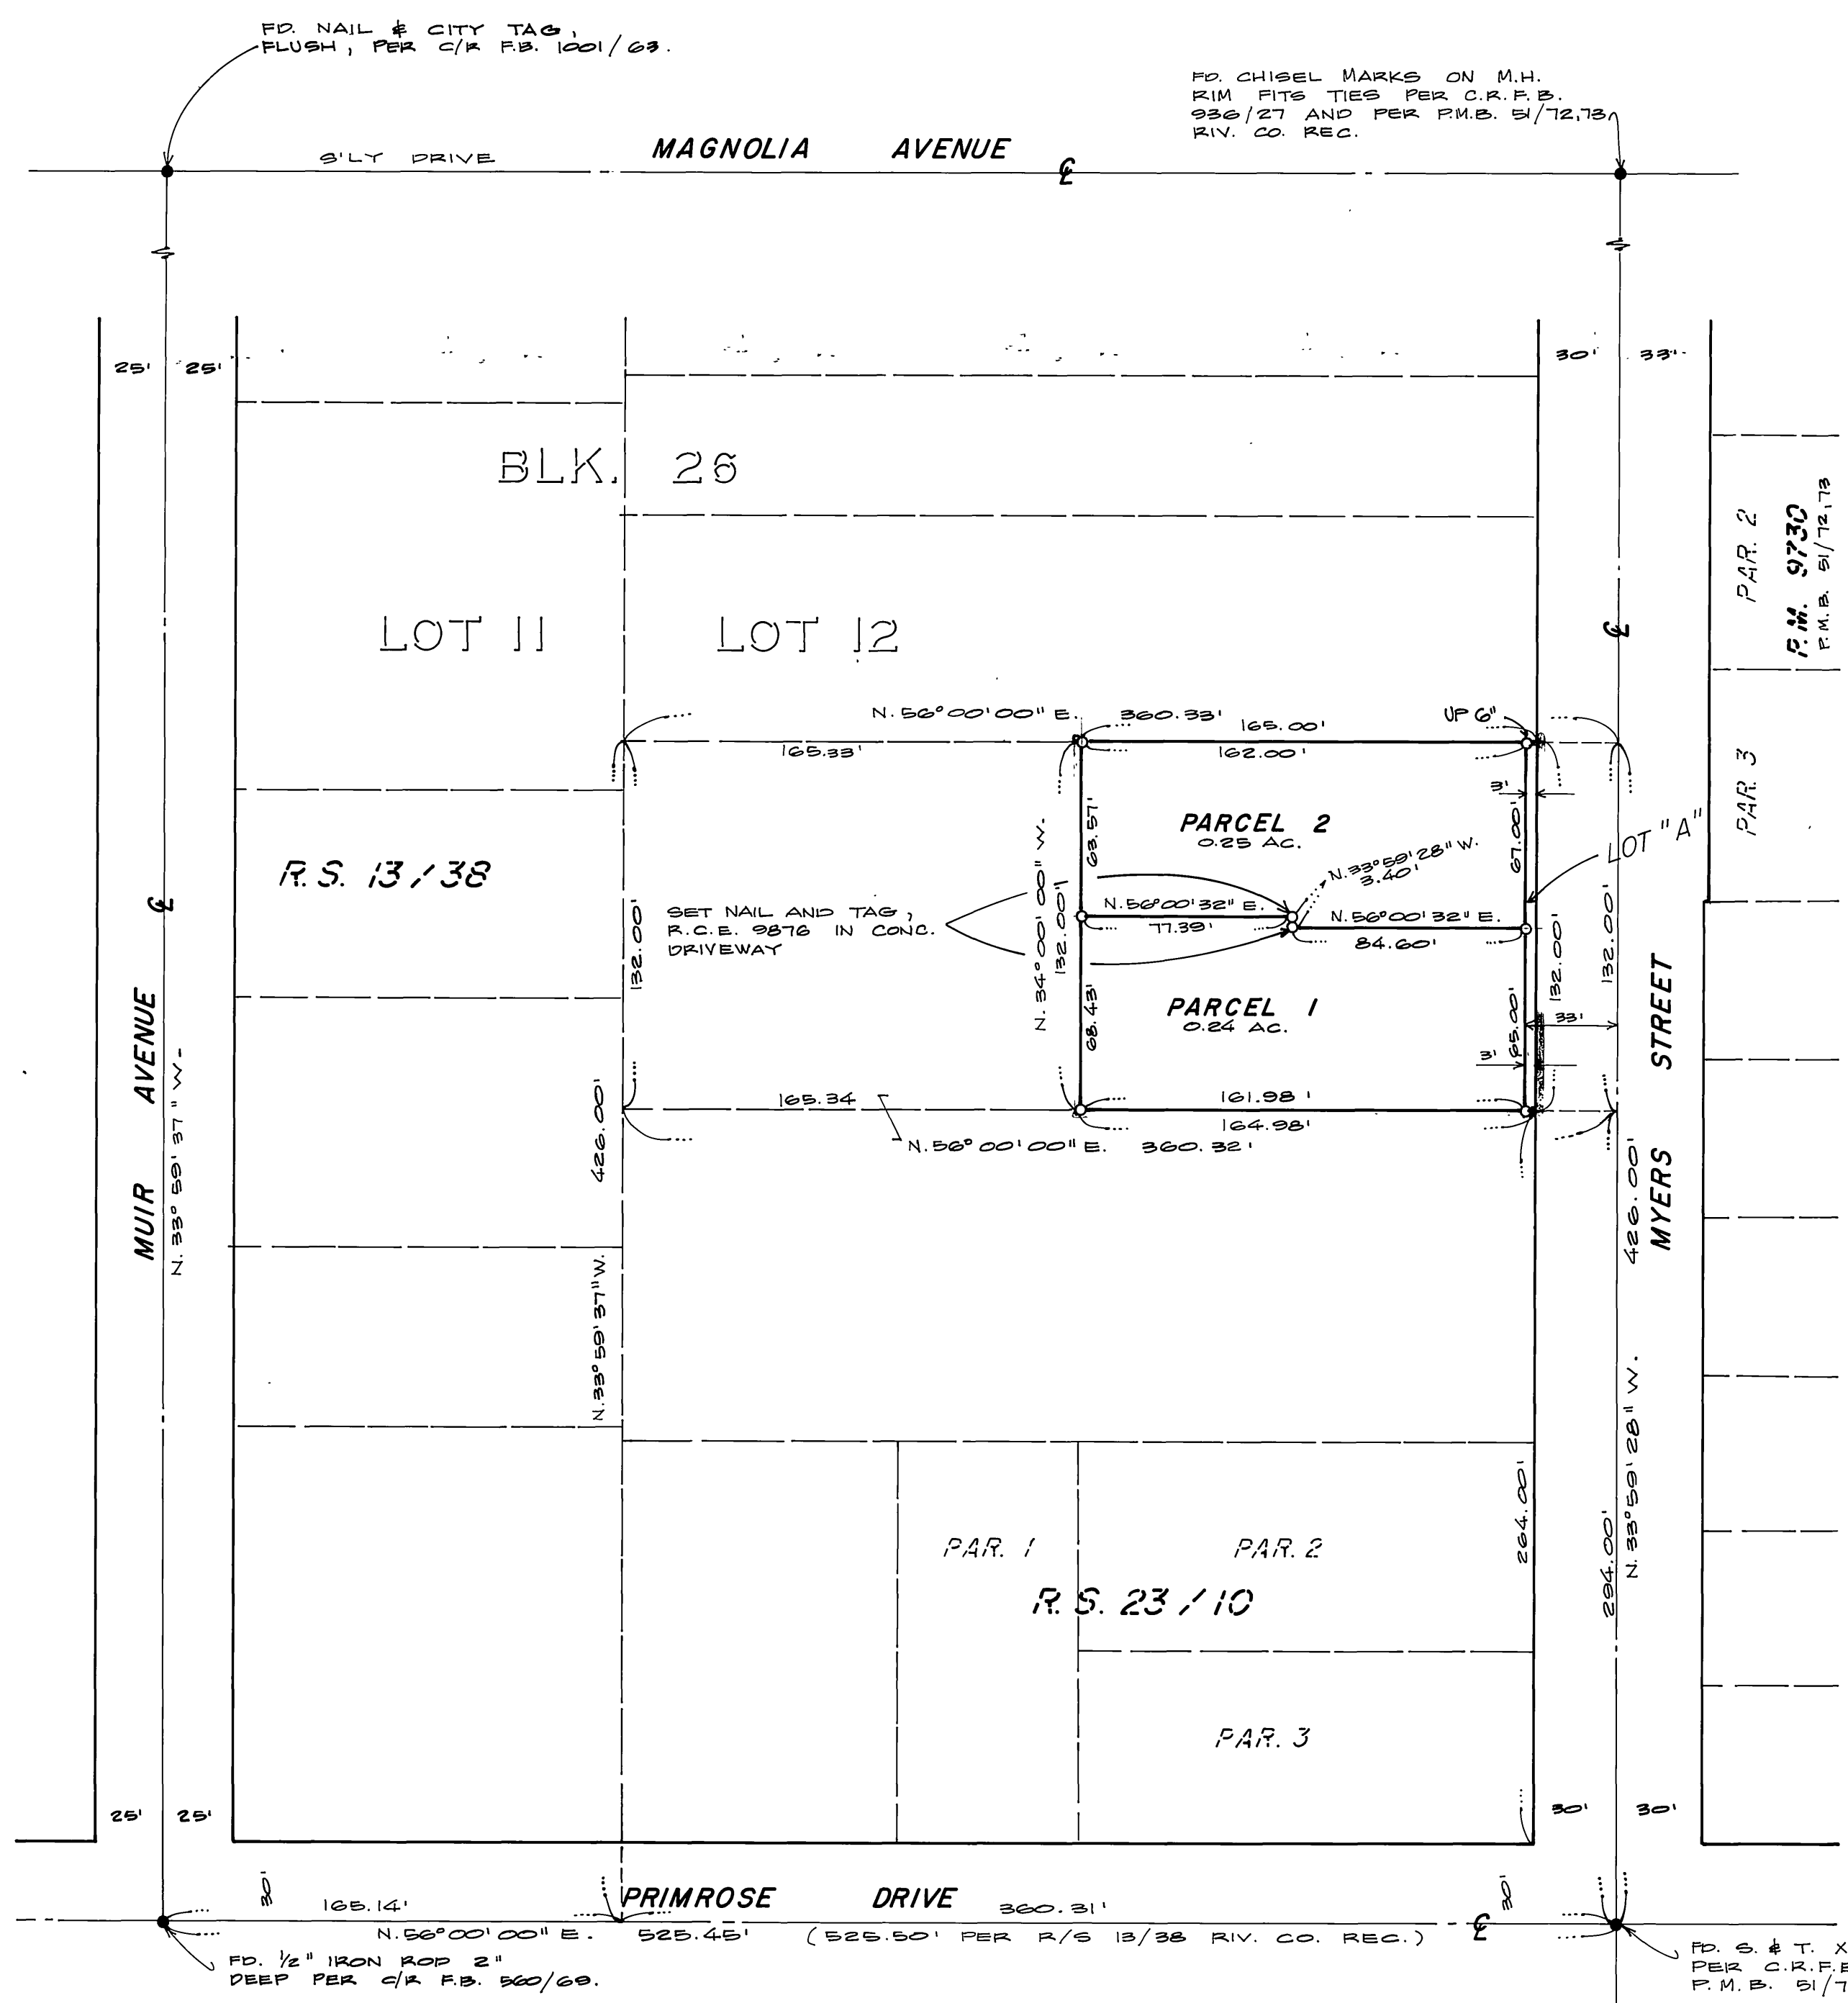 FD. NAIL & CITY TAG,
FLUSH, PER C/R F.B. 1001/63.
FD. CHISEL MARKS ON M.H.
RIM FITS TIES PER C.R.F.B.
936/27 AND PER P.M.B. 51/72,73,
RIV. CO. REC.
S'LY DRIVE
MAGNOLIA AVENUE
℄
25' 25'
30' 33'
BLK. 26
LOT 11
LOT 12
PAR. 2
P.M. 9730
P.M.B. 51/72,73
℄
PAR. 3
N. 56° 00' 00" E. 360.33'
165.33'
165.00'
162.00'
UP 6"
3'
PARCEL 2
0.25 AC.
63.57'
67.00'
LOT "A"
N. 33° 59' 28" W.
3.40'
R.S. 13/38
℄
132.00'
SET NAIL AND TAG,
R.C.E. 9876 IN CONC.
DRIVEWAY
N. 34° 00' 00" W.
132.00'
N. 56° 00' 32" E.
77.39'
N. 56° 00' 32" E.
84.60'
132.00'
132.00'
PARCEL 1
0.24 AC.
68.43'
65.00'
33'
3'
MUIR AVENUE
N. 33° 59' 37" W.
MYERS STREET
426.00'
165.34
161.98'
164.98'
N. 56° 00' 00" E. 360.32'
426.00'
N. 33° 59' 37" W.
N. 33° 59' 28" W.
264.00'
294.00'
PAR. 1
PAR. 2
R.S. 23/10
PAR. 3
25' 25'
30' 30'
30'
165.14'
PRIMROSE DRIVE
360.31'
30'
N. 56° 00' 00" E. 525.45' (525.50' PER R/S 13/38 RIV. CO. REC.)
℄
FD. 1/2" IRON ROD 2"
DEEP PER C/R F.B. 560/69.
FD. S. & T. X
PER C.R.F.E
P.M.B. 51/7